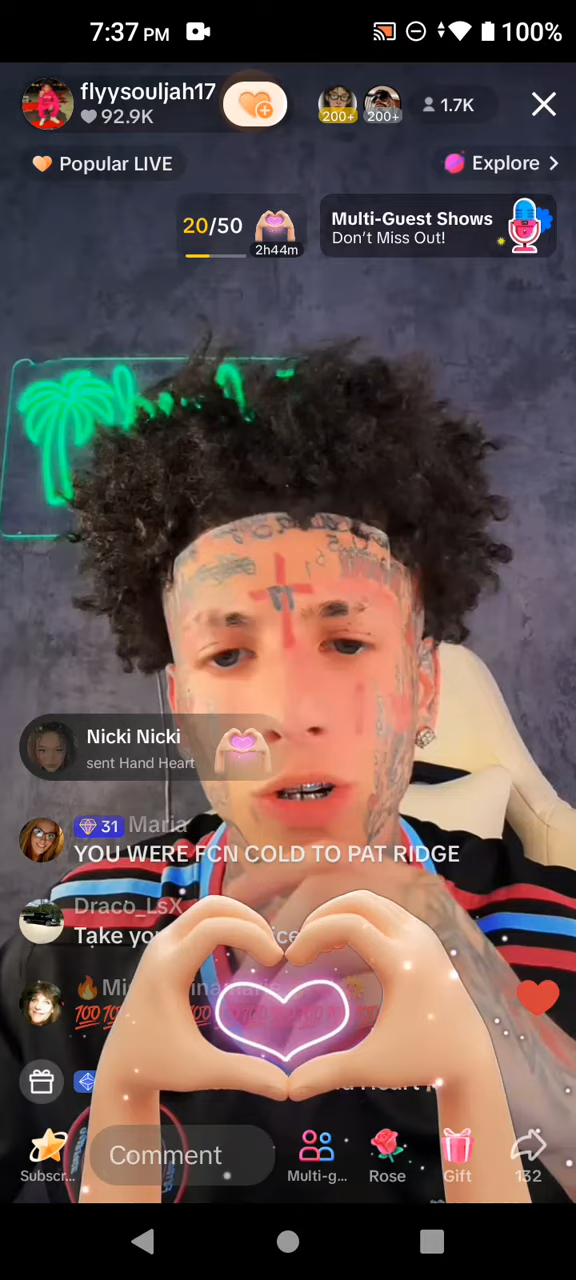 7:37 PM
100%
flyysouljah17
92.9K
200+
200+
1.7K
Popular LIVE
Explore >
20/50
2h44m
Multi-Guest Shows
Don't Miss Out!
Nicki Nicki
sent Hand Heart
31 Maria
YOU WERE FCN COLD TO PAT RIDGE
Draco_LsX
Take
Heart
Comment
Subscr...
Multi-g...
Rose
Gift
132